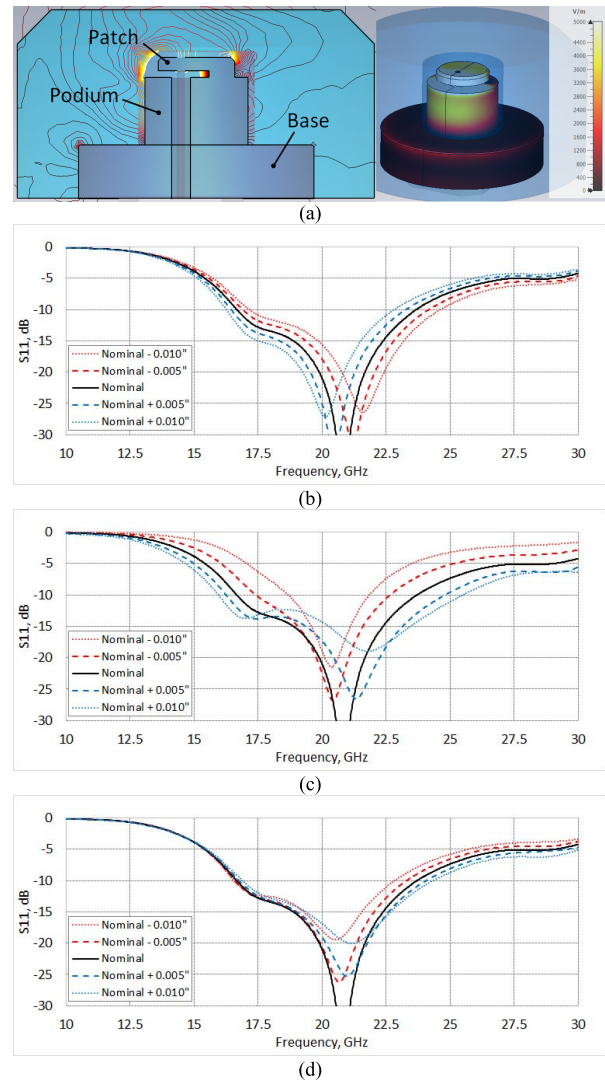 Patch
Podium
Base
V/m
5000
4400
4000
3600
3200
2800
2400
2000
1600
1200
800
400
0
(a)
0
-5
-10
-15
-20
-25
-30
S11, dB
Nominal - 0.010"
Nominal - 0.005"
Nominal
Nominal + 0.005"
Nominal + 0.010"
10 12.5 15 17.5 20 22.5 25 27.5 30
Frequency, GHz
(b)
0
-5
-10
-15
-20
-25
-30
S11, dB
Nominal - 0.010"
Nominal - 0.005"
Nominal
Nominal + 0.005"
Nominal + 0.010"
10 12.5 15 17.5 20 22.5 25 27.5 30
Frequency, GHz
(c)
0
-5
-10
-15
-20
-25
-30
S11, dB
Nominal - 0.010"
Nominal - 0.005"
Nominal
Nominal + 0.005"
Nominal + 0.010"
10 12.5 15 17.5 20 22.5 25 27.5 30
Frequency, GHz
(d)